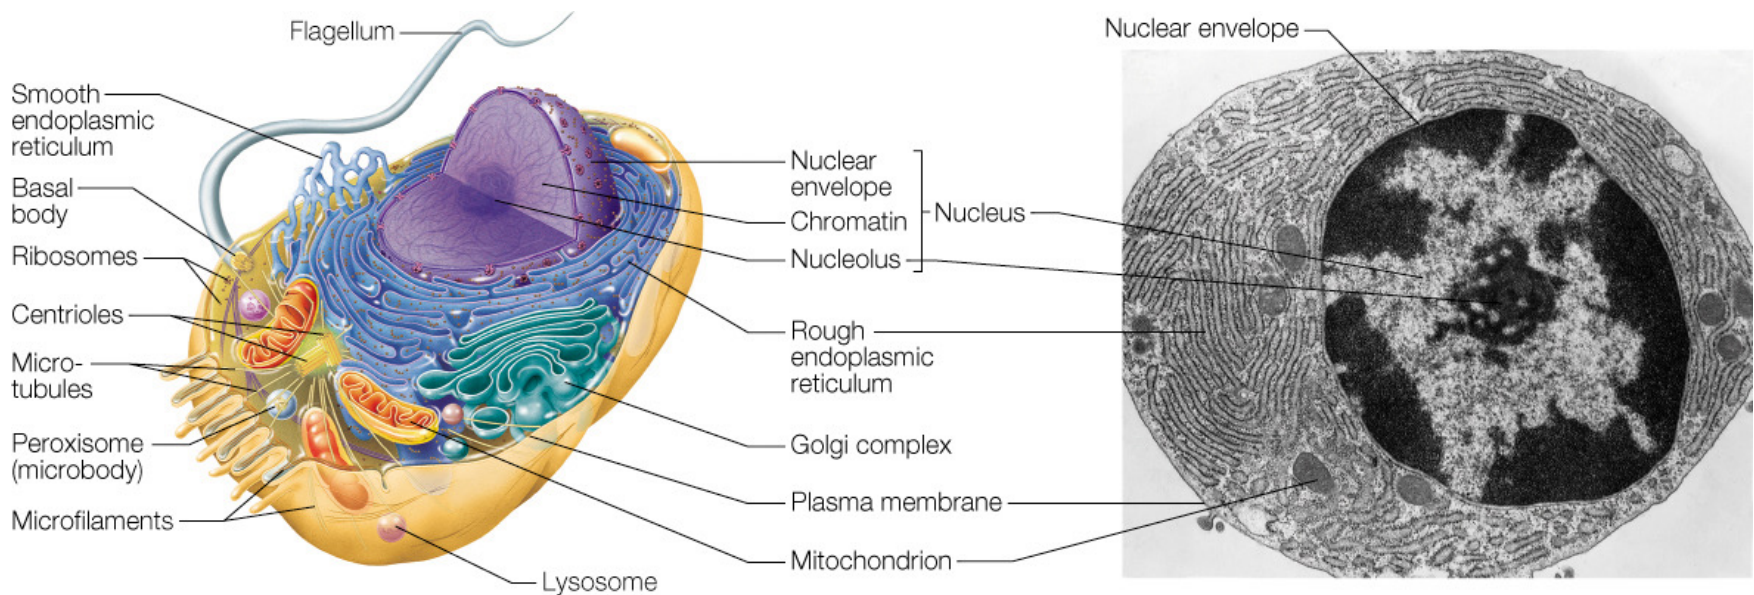 Flagellum
Smooth
endoplasmic
reticulum
Basal
body
Ribosomes
Centrioles
Micro-
tubules
Peroxisome
(microbody)
Microfilaments
Lysosome
Nuclear
envelope
Chromatin
Nucleolus
Nucleus
Rough
endoplasmic
reticulum
Golgi complex
Plasma membrane
Mitochondrion
Nuclear envelope